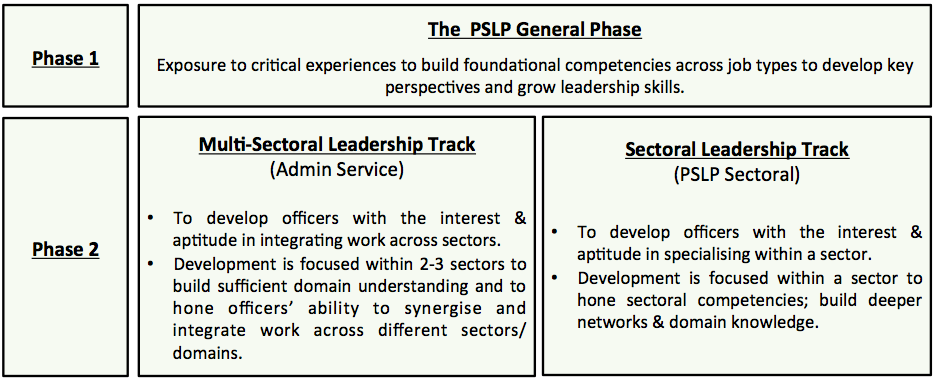 Phase 1
The PSLP General Phase
Exposure to critical experiences to build foundational competencies across job types to develop key
perspectives and grow leadership skills.
Phase 2
Multi-Sectoral Leadership Track
(Admin Service)
• To develop officers with the interest &
aptitude in integrating work across sectors.
• Development is focused within 2-3 sectors to
build sufficient domain understanding and to
hone officers’ ability to synergise and
integrate work across different sectors/
domains.
Sectoral Leadership Track
(PSLP Sectoral)
• To develop officers with the interest &
aptitude in specialising within a sector.
• Development is focused within a sector to
hone sectoral competencies; build deeper
networks & domain knowledge.